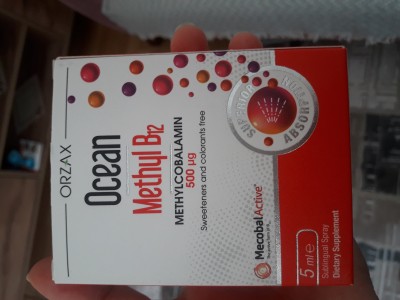 ORZAX
Ocean
Methyl B12
METHYLCOBALAMIN
500 µg
Sweeteners and colorants free
MecobalActive
5 ml e
Sublingual Spray
Dietary Supplement